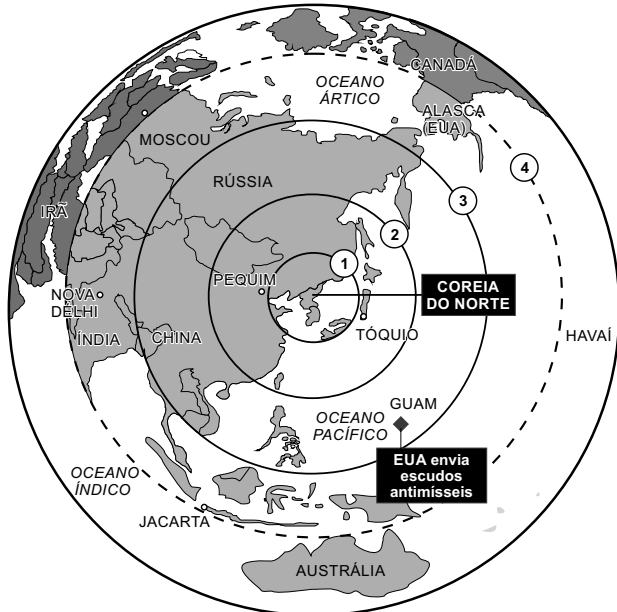 CANADÁ
OCEANO
ÁRTICO
ALASCA
(EUA)
MOSCOU
4
RÚSSIA
3
IRÃ
2
1
PEQUIM
COREIA
DO NORTE
NOVA
DELHI
TÓQUIO
ÍNDIA
CHINA
HAVAÍ
GUAM
OCEANO
PACÍFICO
EUA envia
escudos
antimísseis
OCEANO
ÍNDICO
JACARTA
AUSTRÁLIA